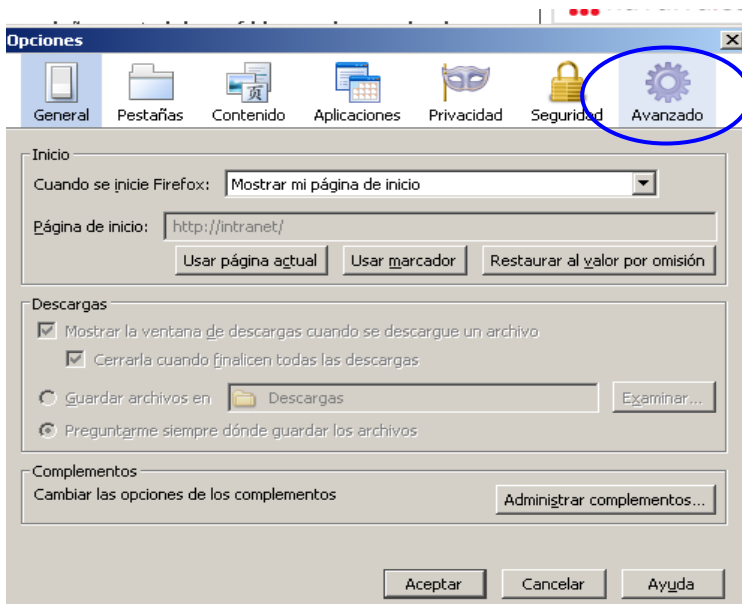 Opciones
General Pestañas Contenido Aplicaciones Privacidad Seguridad Avanzado
Inicio
Cuando se inicie Firefox: Mostrar mi página de inicio
Página de inicio: http://intranet/
Usar página actual Usar marcador Restaurar al valor por omisión
Descargas
Mostrar la ventana de descargas cuando se descargue un archivo
Cerrarla cuando finalicen todas las descargas
Guardar archivos en Descargas Examinar...
Preguntarme siempre dónde guardar los archivos
Complementos
Cambiar las opciones de los complementos Administrar complementos...
Aceptar Cancelar Ayuda